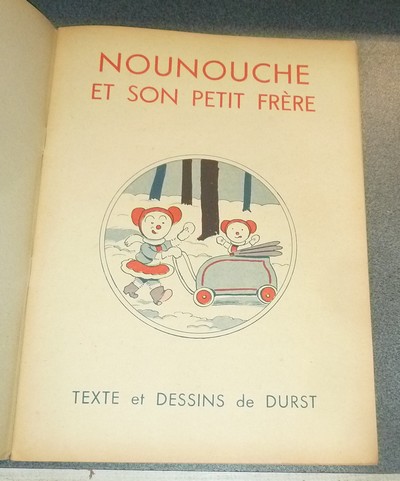 NOUNOUCHE
ET SON PETIT FRÈRE
TEXTE et DESSINS de DURST